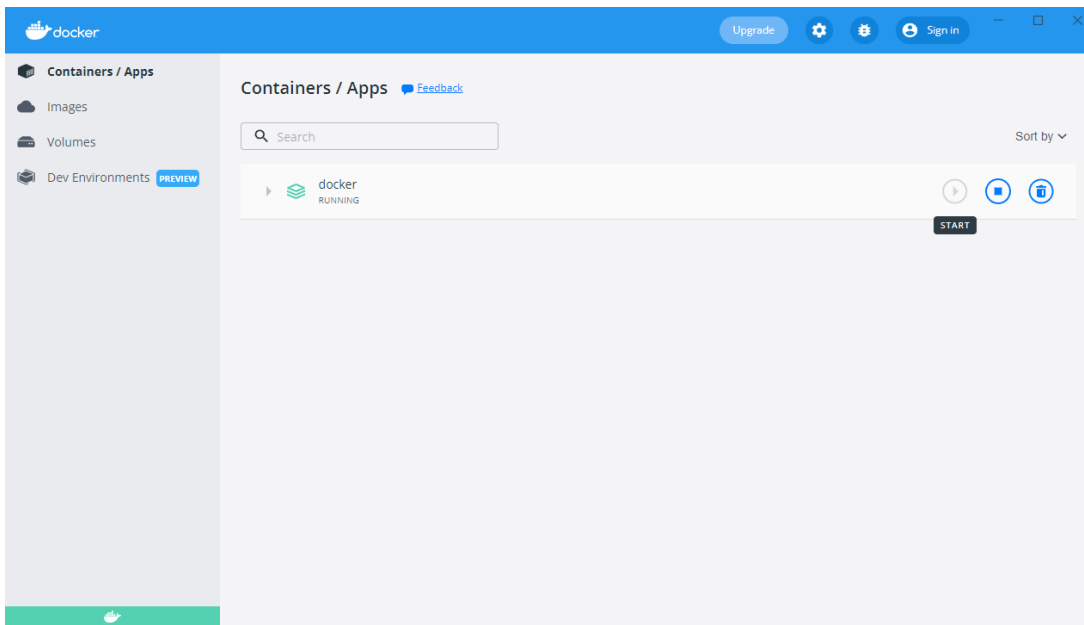 docker
Upgrade
Sign in
Containers / Apps
Images
Volumes
Dev Environments PREVIEW
Containers / Apps Feedback
Search
Sort by
docker
RUNNING
START